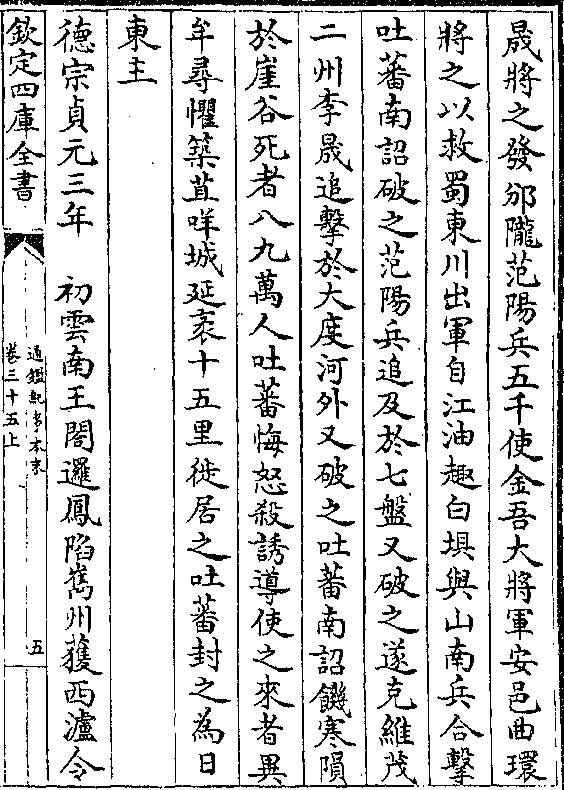 晟將之發邠隴范陽兵五千使金吾大將軍安邑曲環
將之以救蜀東川出軍自江油趣白埧與山南兵合擊
吐蕃南詔破之范陽兵追及於七盤又破之遂克維茂
二州李晟追擊於大度河外又破之吐蕃南詔饑寒隕
於崖谷死者八九萬人吐蕃悔怒殺誘導使之來者異
牟尋懼築苴咩城延袤十五里徙居之吐蕃封之為日
東王
德宗貞元三年　初雲南王閤邏鳳陷嶲州獲西瀘令
欽定四庫全書
通鑑紀事本末
卷三十五上
五